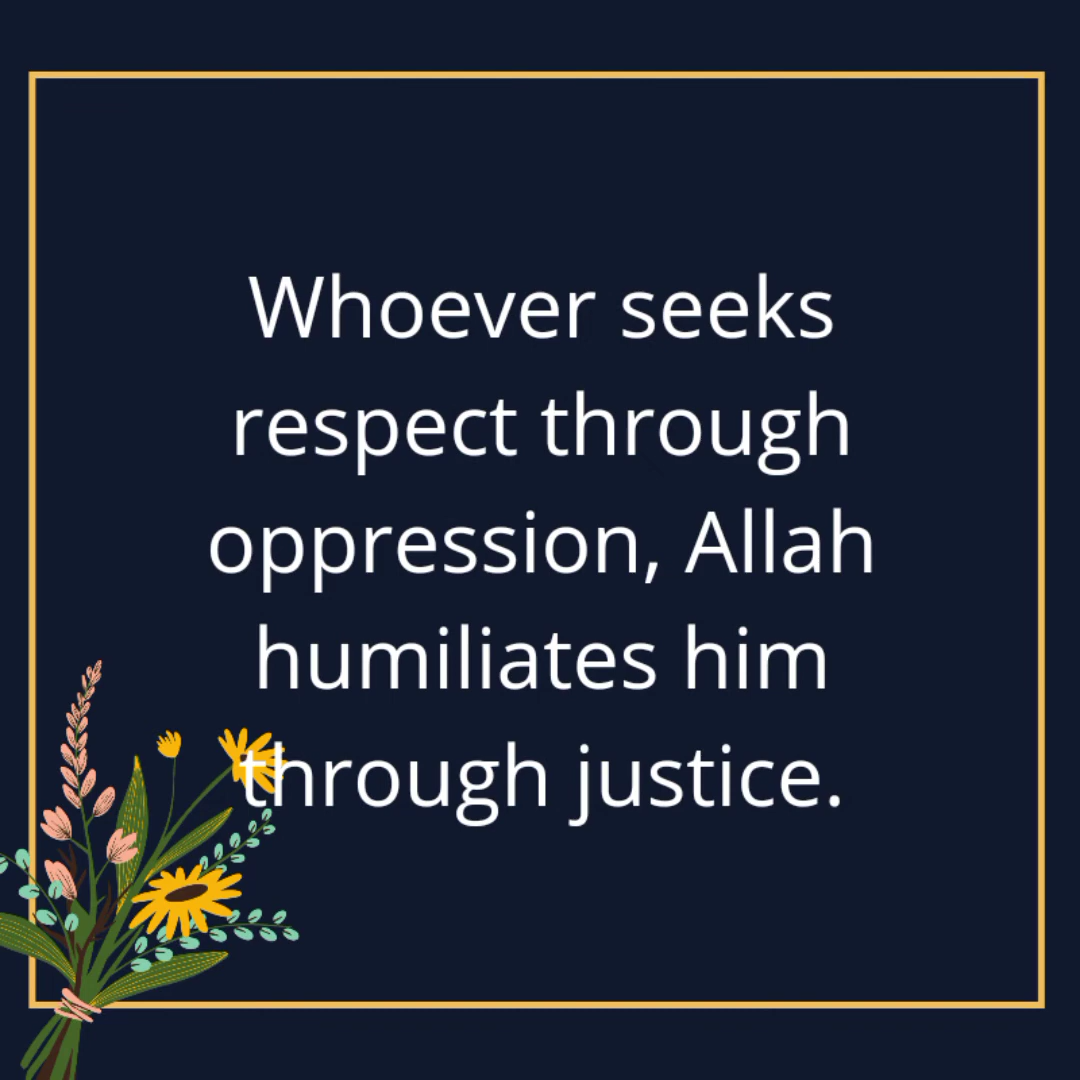 Whoever seeks
respect through
oppression, Allah
humiliates him
through justice.